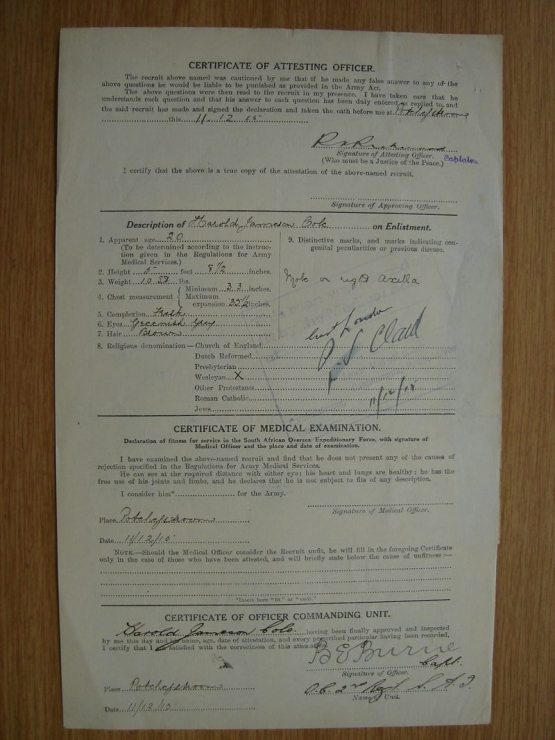 CERTIFICATE OF ATTESTING OFFICER.
The recruit above named was cautioned by me that if he made any false answer to any of the
above questions he would be liable to be punished as provided in the Army Act.
The above questions were then read to the recruit in my presence. I have taken care that he
understands each question and that his answer to each question has been duly entered as replied to, and
the said recruit has made and signed the declaration and taken the oath before me at Potchefstroom
this 11 12 15
Signature of Attesting Officer.
(Who must be a Justice of the Peace.) Captain
I certify that the above is a true copy of the attestation of the above-named recruit.
Signature of Approving Officer.
Description of Harold Jameson Cole on Enlistment.
1. Apparent age 20
(To be determined according to the instruc-
tion given in the Regulations for Army
Medical Services.)
2. Height 5 feet 8 1/2 inches.
3. Weight lbs.
4. Chest measurement { Minimum 33 inches.
Maximum
expansion 35 1/2 inches.
5. Complexion Fresh
6. Eyes Greenish Grey
7. Hair Brown
8. Religious denomination—Church of England
Dutch Reformed
Presbyterian
Wesleyan X
Other Protestants
Roman Catholic
Jews
9. Distinctive marks, and marks indicating con-
genital peculiarities or previous disease.
Mole on right Axilla
11/12/15
CERTIFICATE OF MEDICAL EXAMINATION.
Declaration of fitness for service in the South African Oversea Expeditionary Force, with signature of
Medical Officer and the place and date of examination.
I have examined the above-named recruit and find that he does not present any of the causes of
rejection specified in the Regulations for Army Medical Services.
He can see at the required distance with either eye; his heart and lungs are healthy; he has the
free use of his joints and limbs, and he declares that he is not subject to fits of any description.
I consider him* for the Army.
Signature of Medical Officer.
Place Potchefstroom
Date 11/12/15
NOTE.—Should the Medical Officer consider the Recruit unfit, he will fill in the foregoing Certificate
only in the case of those who have been attested, and will briefly state below the cause of unfitness:—
*Insert here "fit" or "unfit."
CERTIFICATE OF OFFICER COMMANDING UNIT.
Harold Jameson Cole having been finally approved and inspected
by me this day and his name, age, date of attestation, and every prescribed particular having been recorded,
I certify that I am satisfied with the correctness of this attestation.
B E Burne
Capt.
Signature of Officer.
O.C. 2nd Regt S. A. I.
Name of Unit.
Place Potchefstroom
Date 11/12/15